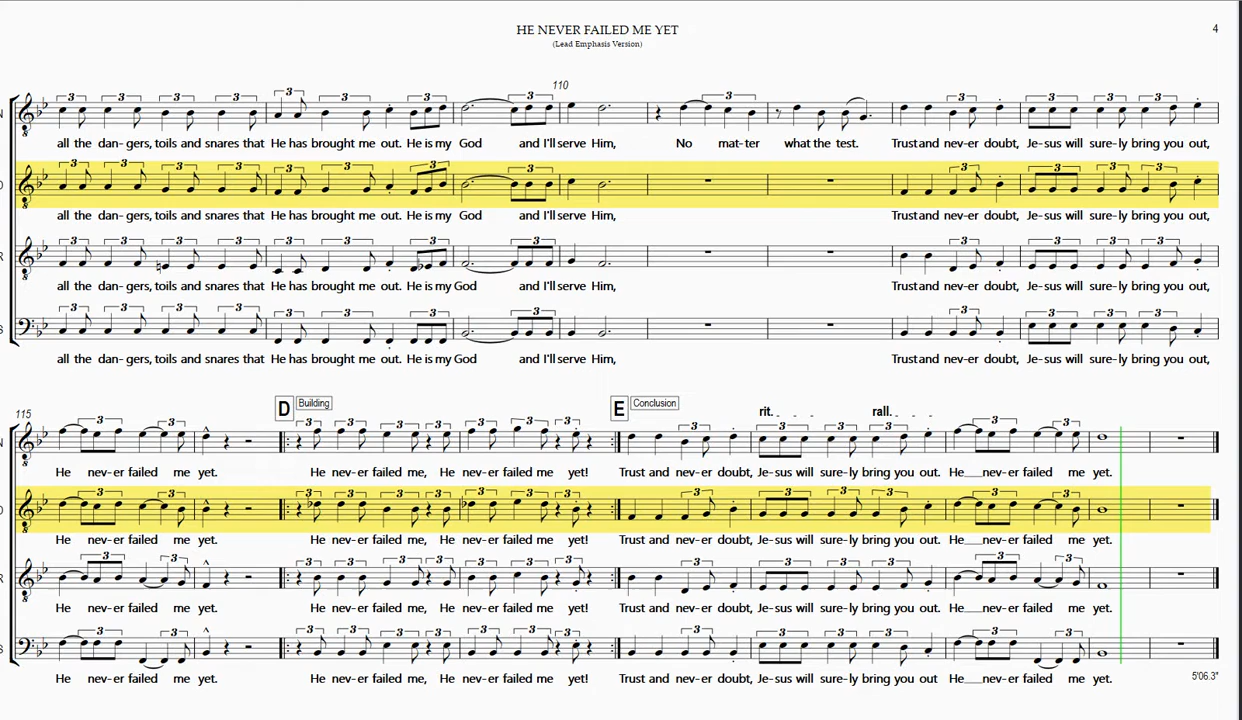 HE NEVER FAILED ME YET
4
(Lead Emphasis Version)
110
all the dan- gers, toils and snares that He has brought me out. He is my God and I'll serve Him, No mat- ter what the test. Trust and nev-er doubt, Je-sus will sure-ly bring you out,
all the dan- gers, toils and snares that He has brought me out. He is my God and I'll serve Him, Trust and nev-er doubt, Je-sus will sure-ly bring you out,
all the dan- gers, toils and snares that He has brought me out. He is my God and I'll serve Him, Trust and nev-er doubt, Je-sus will sure-ly bring you out,
all the dan- gers, toils and snares that He has brought me out. He is my God and I'll serve Him, Trust and nev-er doubt, Je-sus will sure-ly bring you out,
115 D Building E Conclusion rit. - - - rall. - - -
He nev-er failed me yet. He nev-er failed me, He nev-er failed me yet! Trust and nev-er doubt, Je-sus will sure-ly bring you out. He__nev-er failed me yet.
He nev-er failed me yet. He nev-er failed me, He nev-er failed me yet! Trust and nev-er doubt, Je-sus will sure-ly bring you out. He__nev-er failed me yet.
He nev-er failed me yet. He nev-er failed me, He nev-er failed me yet! Trust and nev-er doubt, Je-sus will sure-ly bring you out. He__nev-er failed me yet.
He nev-er failed me yet. He nev-er failed me, He nev-er failed me yet! Trust and nev-er doubt, Je-sus will sure-ly bring you out He__nev-er failed me yet.
5'06.3"